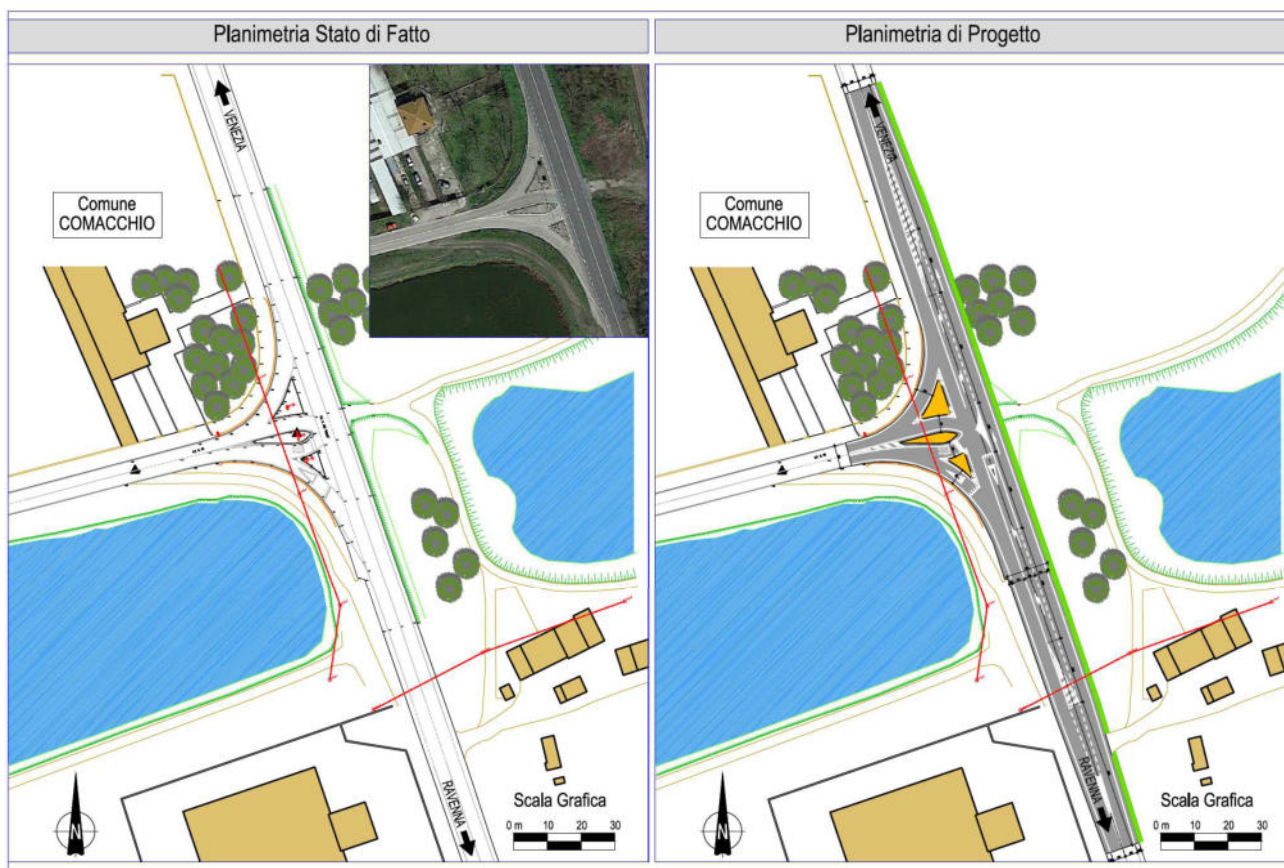 Planimetria Stato di Fatto
VENEZIA
Comune
COMACCHIO
RAVENNA
Scala Grafica
0 m 10 20 30
N
Planimetria di Progetto
VENEZIA
Comune
COMACCHIO
RAVENNA
Scala Grafica
0 m 10 20 30
N